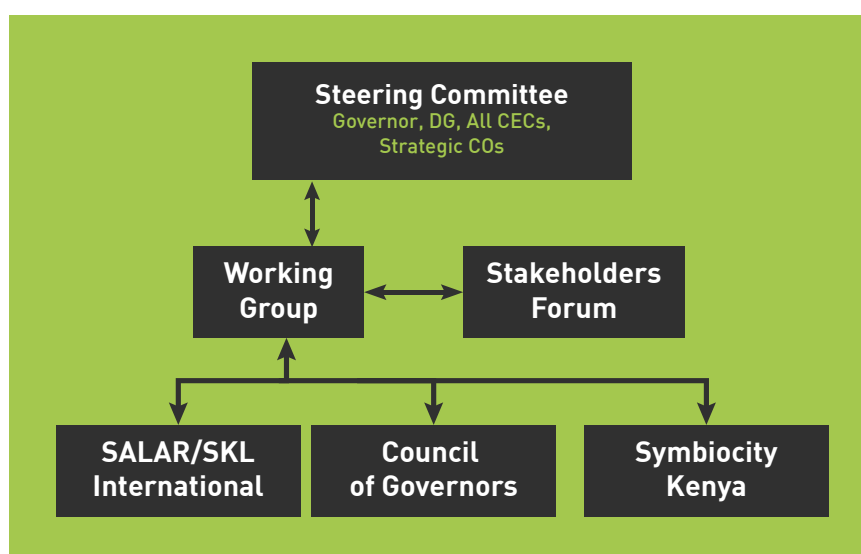 Steering Committee
Governor, DG, All CECs,
Strategic COs
Working
Group
Stakeholders
Forum
SALAR/SKL
International
Council
of Governors
Symbiocity
Kenya